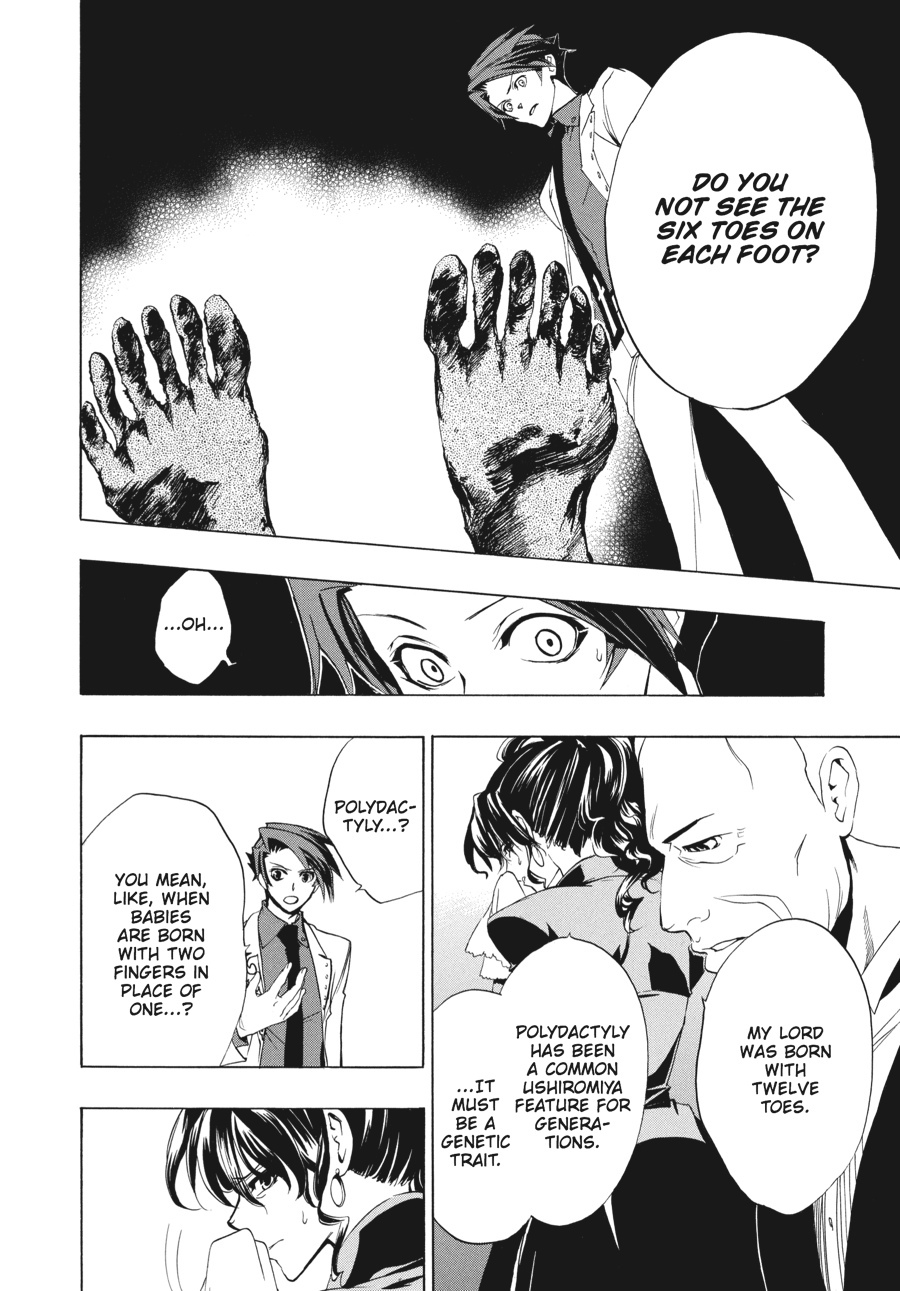 DO YOU
NOT SEE THE
SIX TOES ON
EACH FOOT?
...OH...
MY LORD
WAS BORN
WITH
TWELVE
TOES.
POLYDACTYLY
HAS BEEN
A COMMON
USHIROMIYA
FEATURE FOR
GENERA-
TIONS.
...IT
MUST
BE A
GENETIC
TRAIT.
POLYDAC-
TYLY...?
YOU MEAN,
LIKE, WHEN
BABIES
ARE BORN
WITH TWO
FINGERS IN
PLACE OF
ONE...?